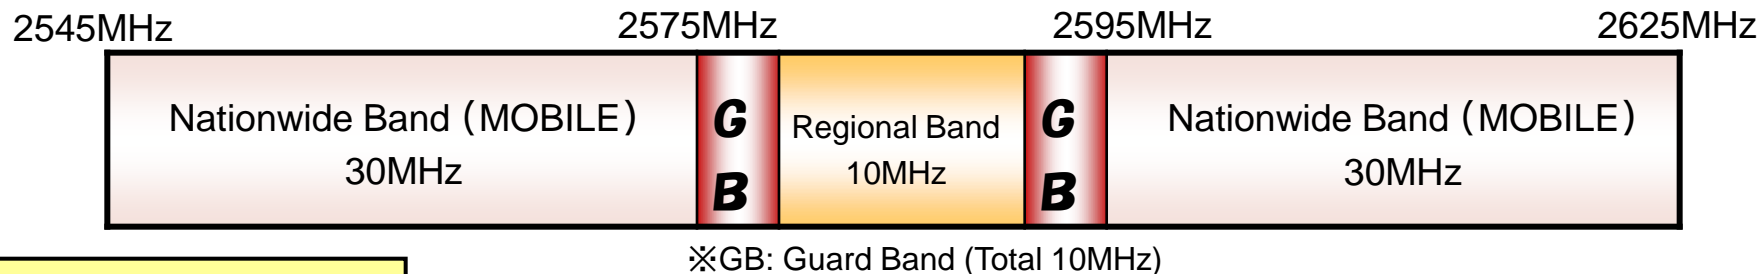 2545MHz 2575MHz 2595MHz 2625MHz
Nationwide Band（MOBILE）
30MHz
G
B
Regional Band
10MHz
G
B
Nationwide Band（MOBILE）
30MHz
※GB: Guard Band (Total 10MHz)